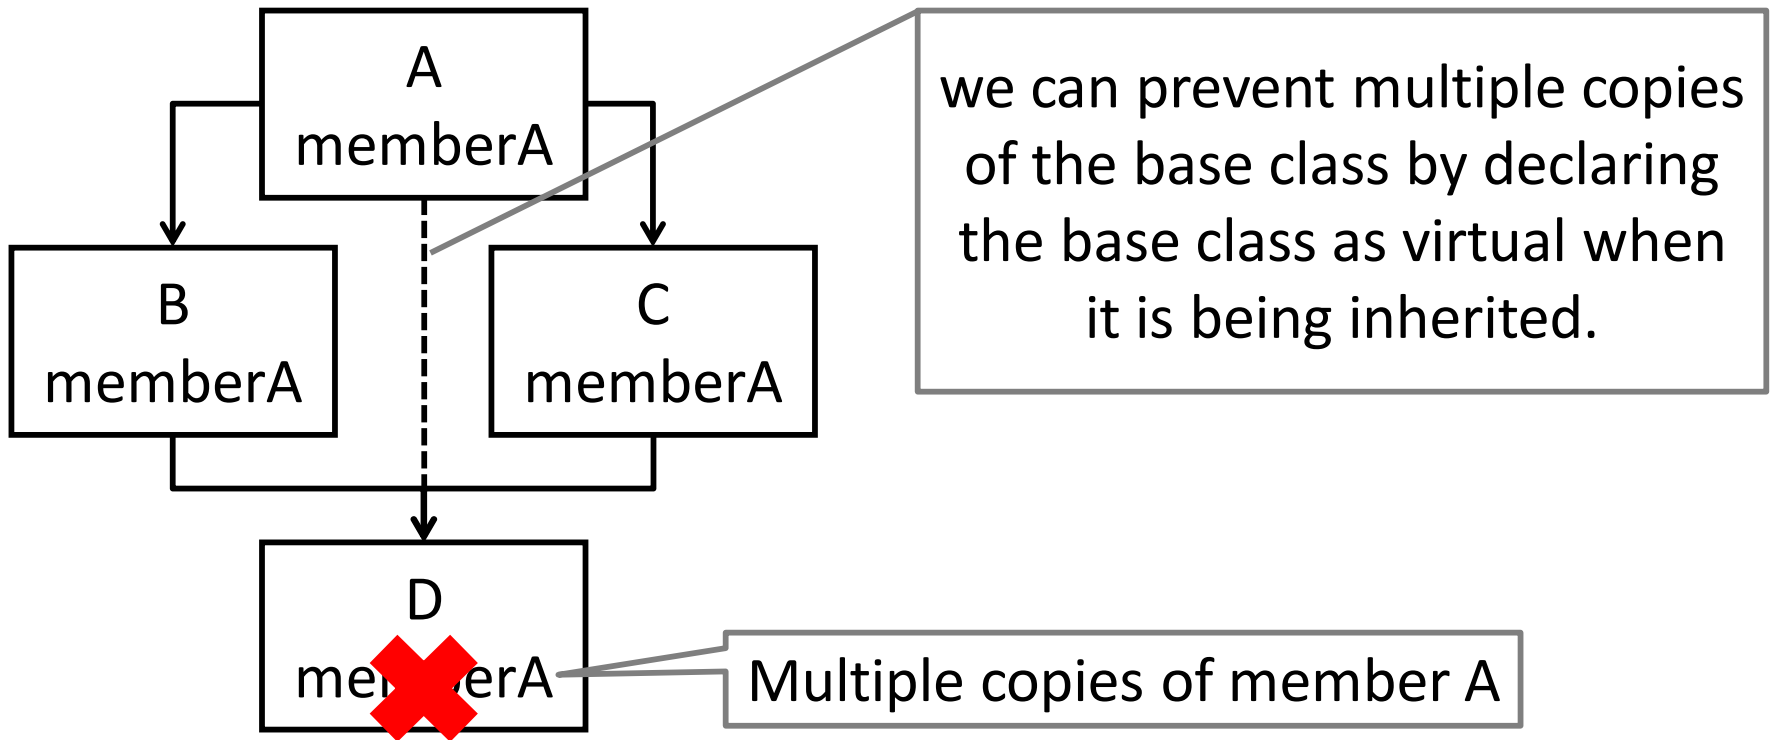 A
memberA
we can prevent multiple copies
of the base class by declaring
the base class as virtual when
it is being inherited.
B
memberA
C
memberA
D
memberA
Multiple copies of member A